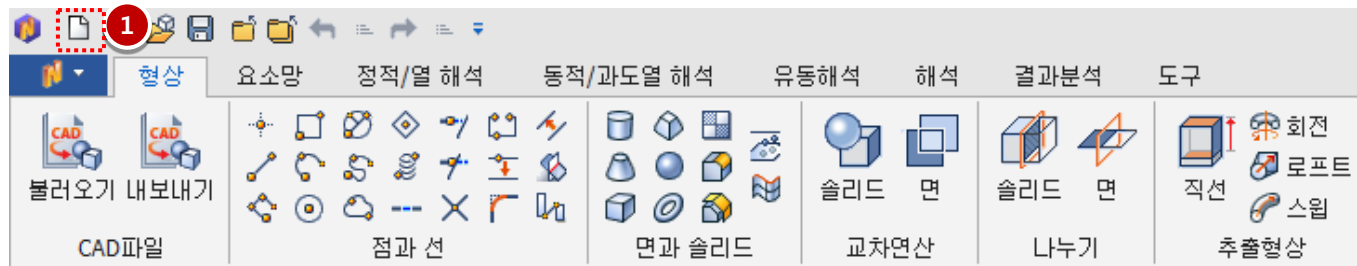 1
형상 요소망 정적/열 해석 동적/과도열 해석 유동해석 해석 결과분석 도구
CAD CAD 회전
불러오기 내보내기 솔리드 면 솔리드 면 직선 로프트
스윕
CAD파일 점과 선 면과 솔리드 교차연산 나누기 추출형상